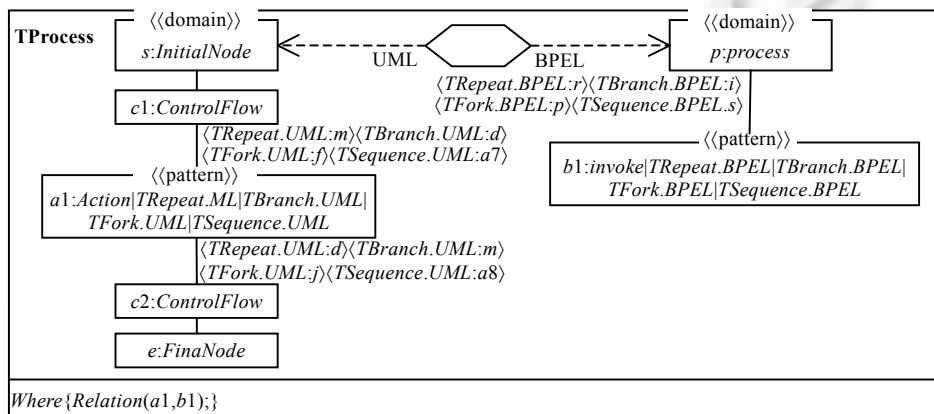 TProcess
⟨⟨domain⟩⟩
s:InitialNode
UML
BPEL
⟨⟨domain⟩⟩
p:process
c1:ControlFlow
⟨TRepeat.UML:m⟩⟨TBranch.UML:d⟩
⟨TFork.UML:f⟩⟨TSequence.UML:a7⟩
⟨⟨pattern⟩⟩
a1:Action|TRepeat.ML|TBranch.UML|
TFork.UML|TSequence.UML
⟨TRepeat.UML:d⟩⟨TBranch.UML:m⟩
⟨TFork.UML:j⟩⟨TSequence.UML:a8⟩
c2:ControlFlow
e:FinaNode
⟨TRepeat.BPEL:r⟩⟨TBranch.BPEL:i⟩
⟨TFork.BPEL:p⟩⟨TSequence.BPEL.s⟩
⟨⟨pattern⟩⟩
b1:invoke|TRepeat.BPEL|TBranch.BPEL|
TFork.BPEL|TSequence.BPEL
Where{Relation(a1,b1);}